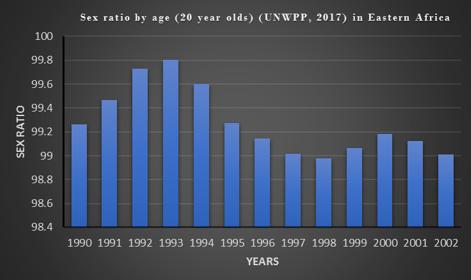 Sex ratio by age (20 year olds) (UNWPP, 2017) in Eastern Africa
100
99.8
99.6
99.4
99.2
99
98.8
98.6
98.4
SEX RATIO
1990 1991 1992 1993 1994 1995 1996 1997 1998 1999 2000 2001 2002
YEARS